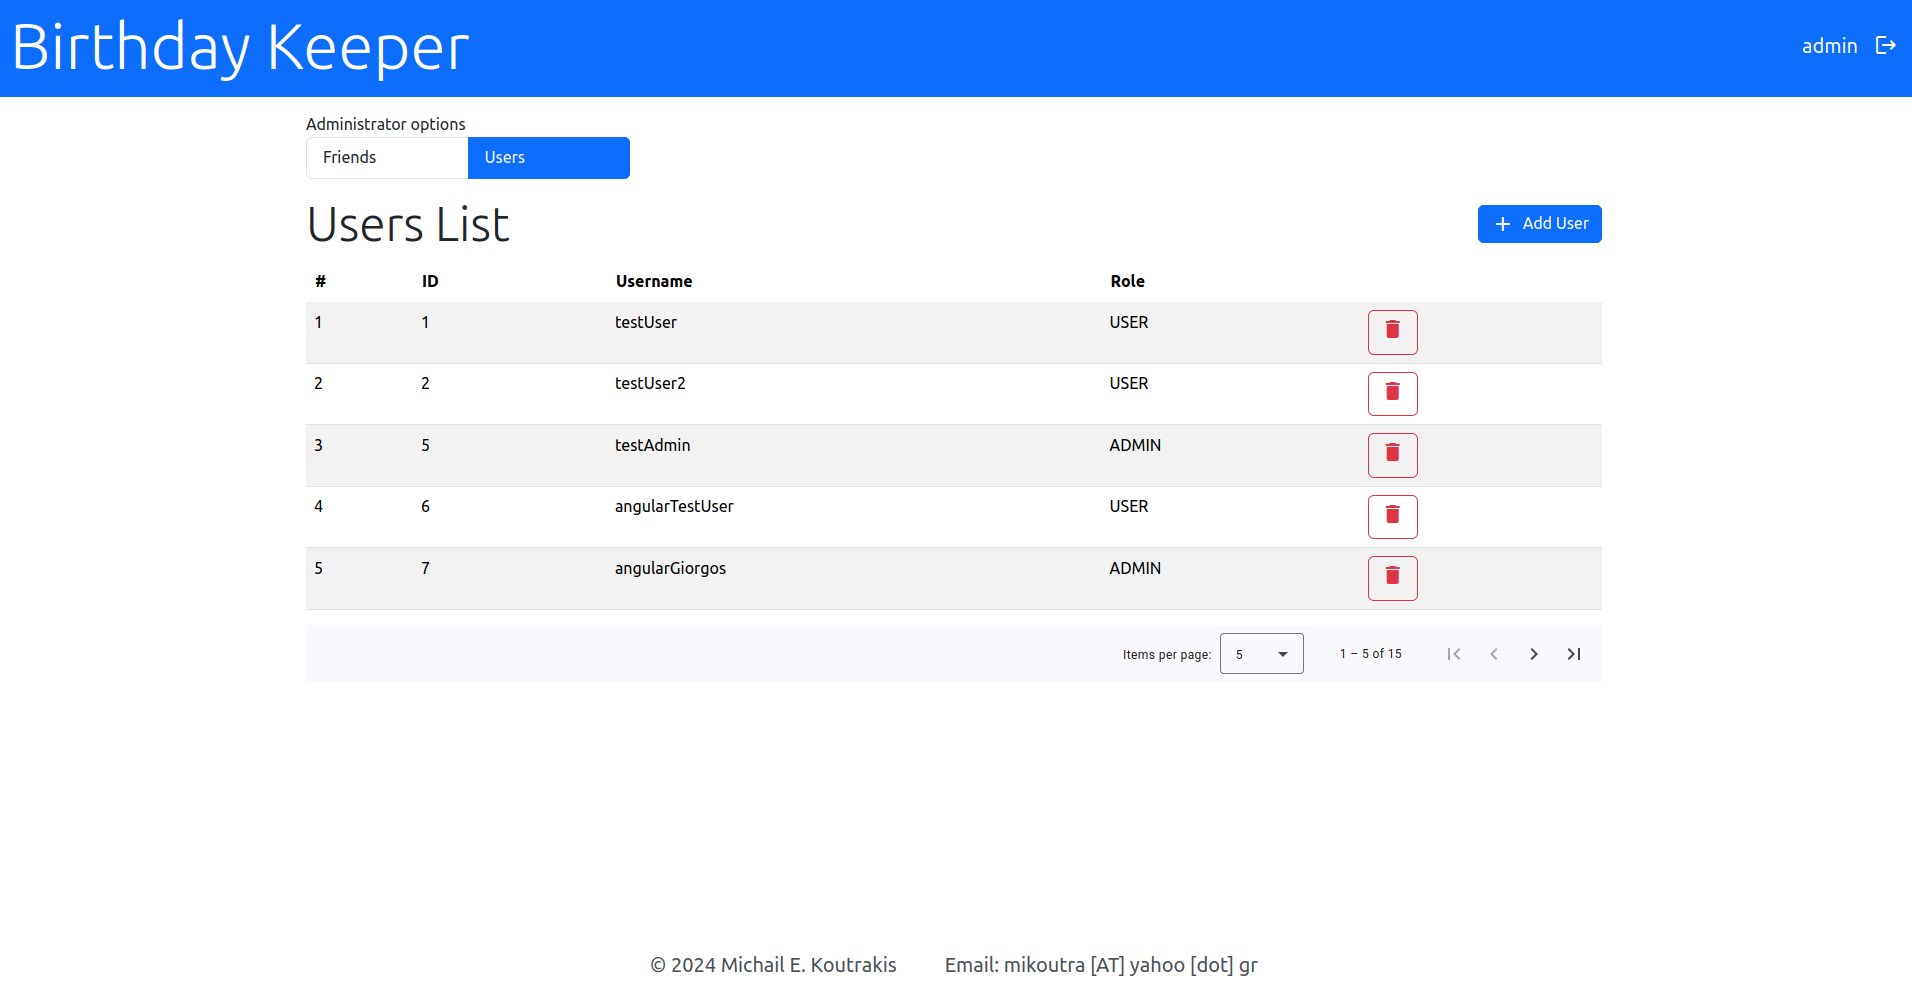 Birthday Keeper admin
Administrator options
Friends Users
Users List + Add User
# ID Username Role
1 1 testUser USER
2 2 testUser2 USER
3 5 testAdmin ADMIN
4 6 angularTestUser USER
5 7 angularGiorgos ADMIN
Items per page: 5 1 – 5 of 15
© 2024 Michail E. Koutrakis Email: mikoutra [AT] yahoo [dot] gr